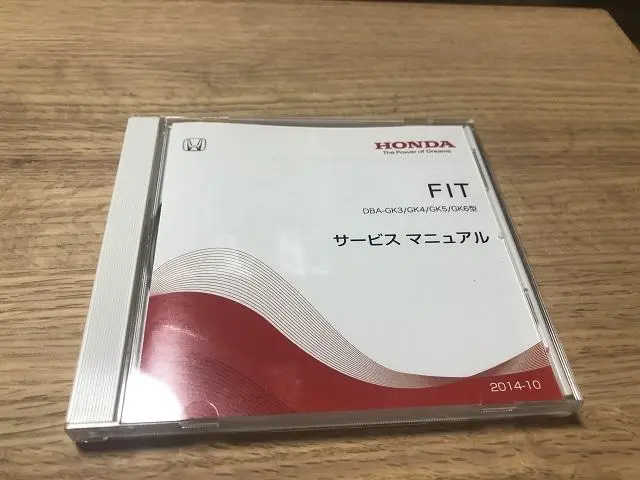 HONDA
The Power of Dreams
FIT
DBA-GK3/GK4/GK5/GK6型
サービス マニュアル
2014-10